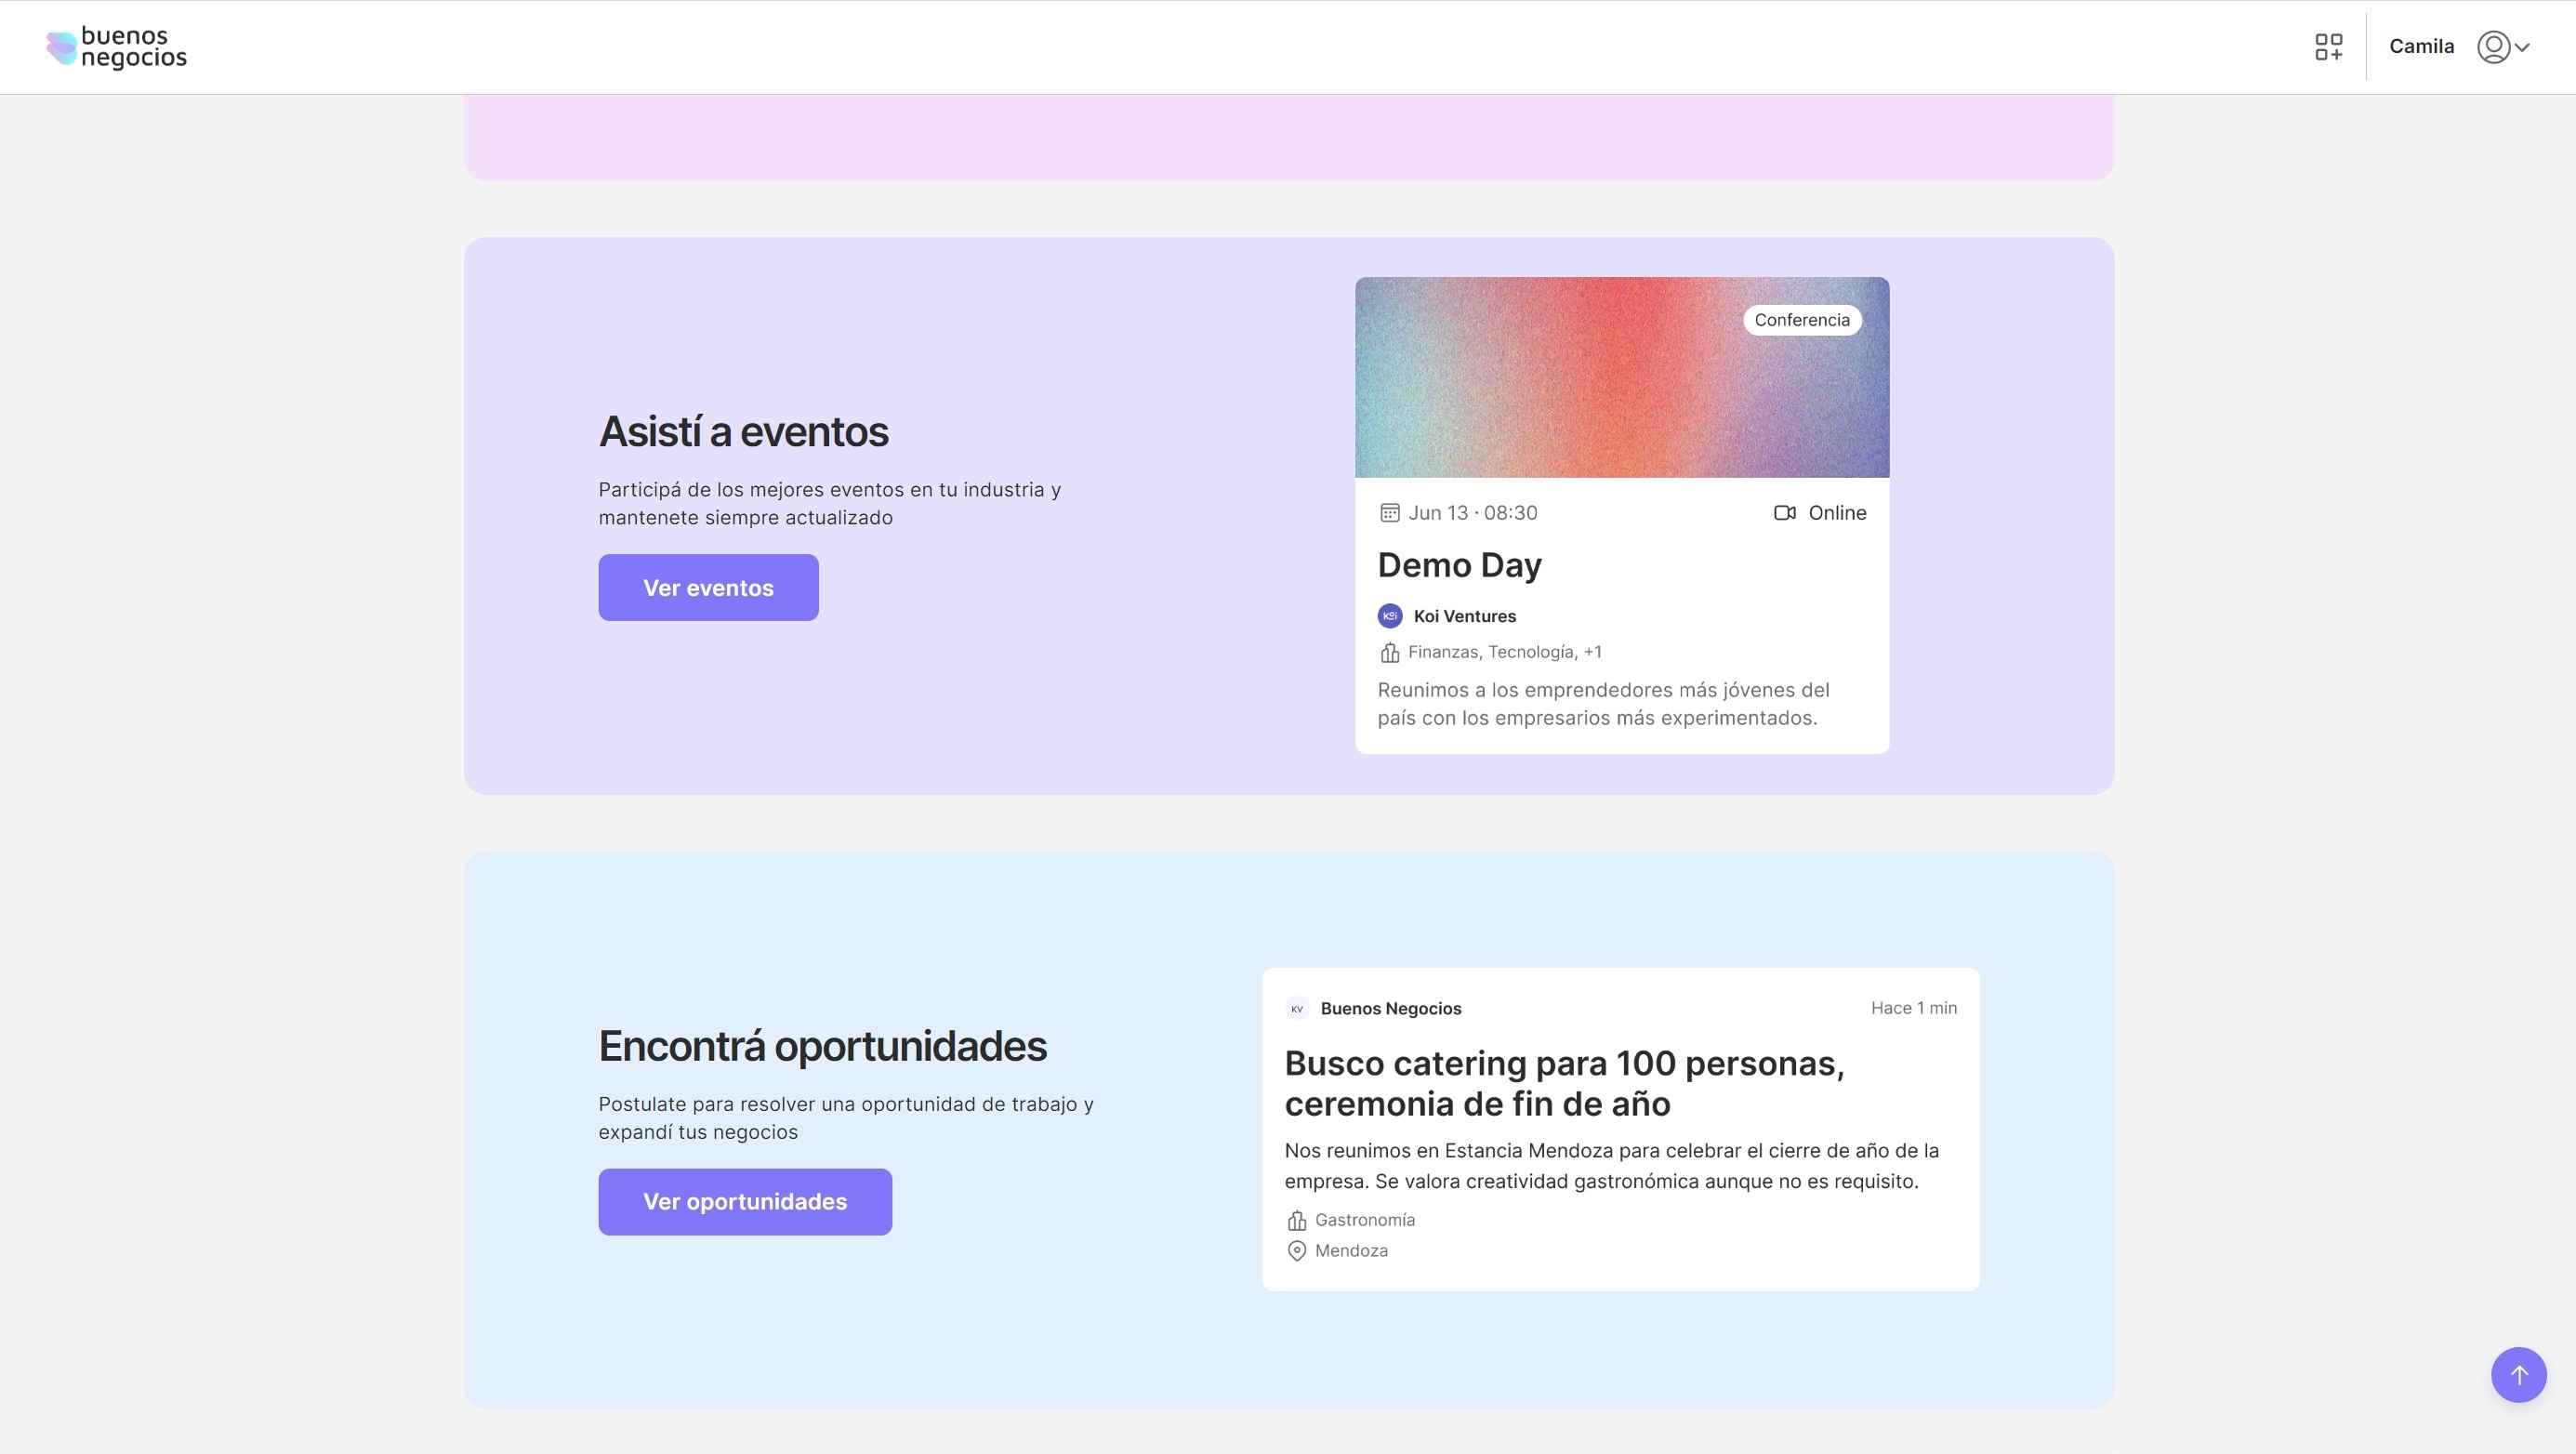 buenos
negocios
Camila
Conferencia
Asistí a eventos
Participá de los mejores eventos en tu industria y
mantenete siempre actualizado
Ver eventos
Jun 13 · 08:30
Online
Demo Day
Koi
Koi Ventures
Finanzas, Tecnología, +1
Reunimos a los emprendedores más jóvenes del
país con los empresarios más experimentados.
Encontrá oportunidades
Postulate para resolver una oportunidad de trabajo y
expandí tus negocios
Ver oportunidades
KV
Buenos Negocios
Hace 1 min
Busco catering para 100 personas,
ceremonia de fin de año
Nos reunimos en Estancia Mendoza para celebrar el cierre de año de la
empresa. Se valora creatividad gastronómica aunque no es requisito.
Gastronomía
Mendoza